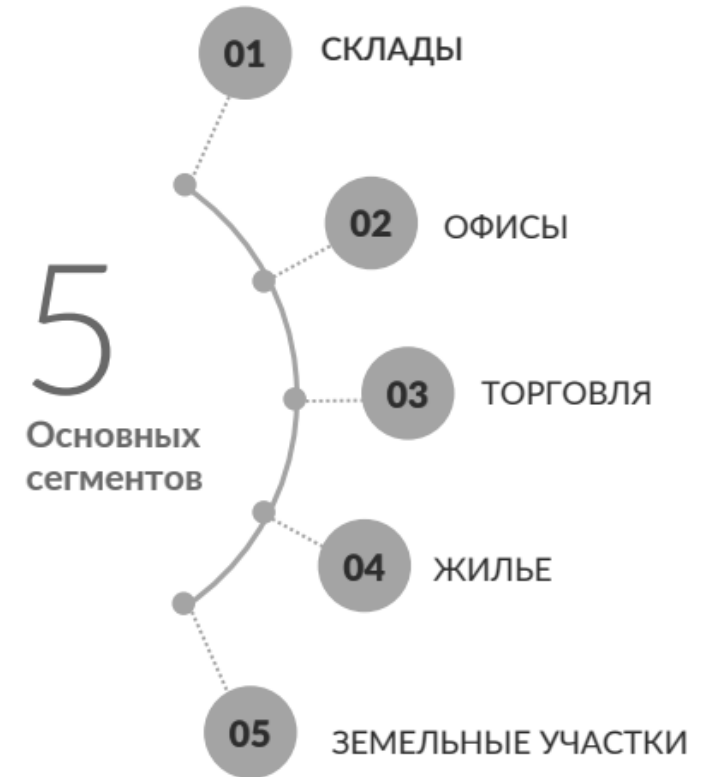 01 СКЛАДЫ
02 ОФИСЫ
5
03 ТОРГОВЛЯ
Основных
сегментов
04 ЖИЛЬЕ
05 ЗЕМЕЛЬНЫЕ УЧАСТКИ